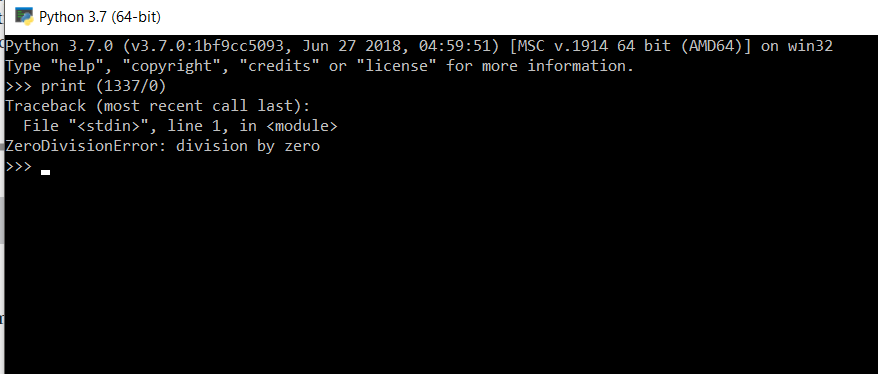 Python 3.7 (64-bit)
Python 3.7.0 (v3.7.0:1bf9cc5093, Jun 27 2018, 04:59:51) [MSC v.1914 64 bit (AMD64)] on win32
Type "help", "copyright", "credits" or "license" for more information.
>>> print (1337/0)
Traceback (most recent call last):
  File "<stdin>", line 1, in <module>
ZeroDivisionError: division by zero
>>>